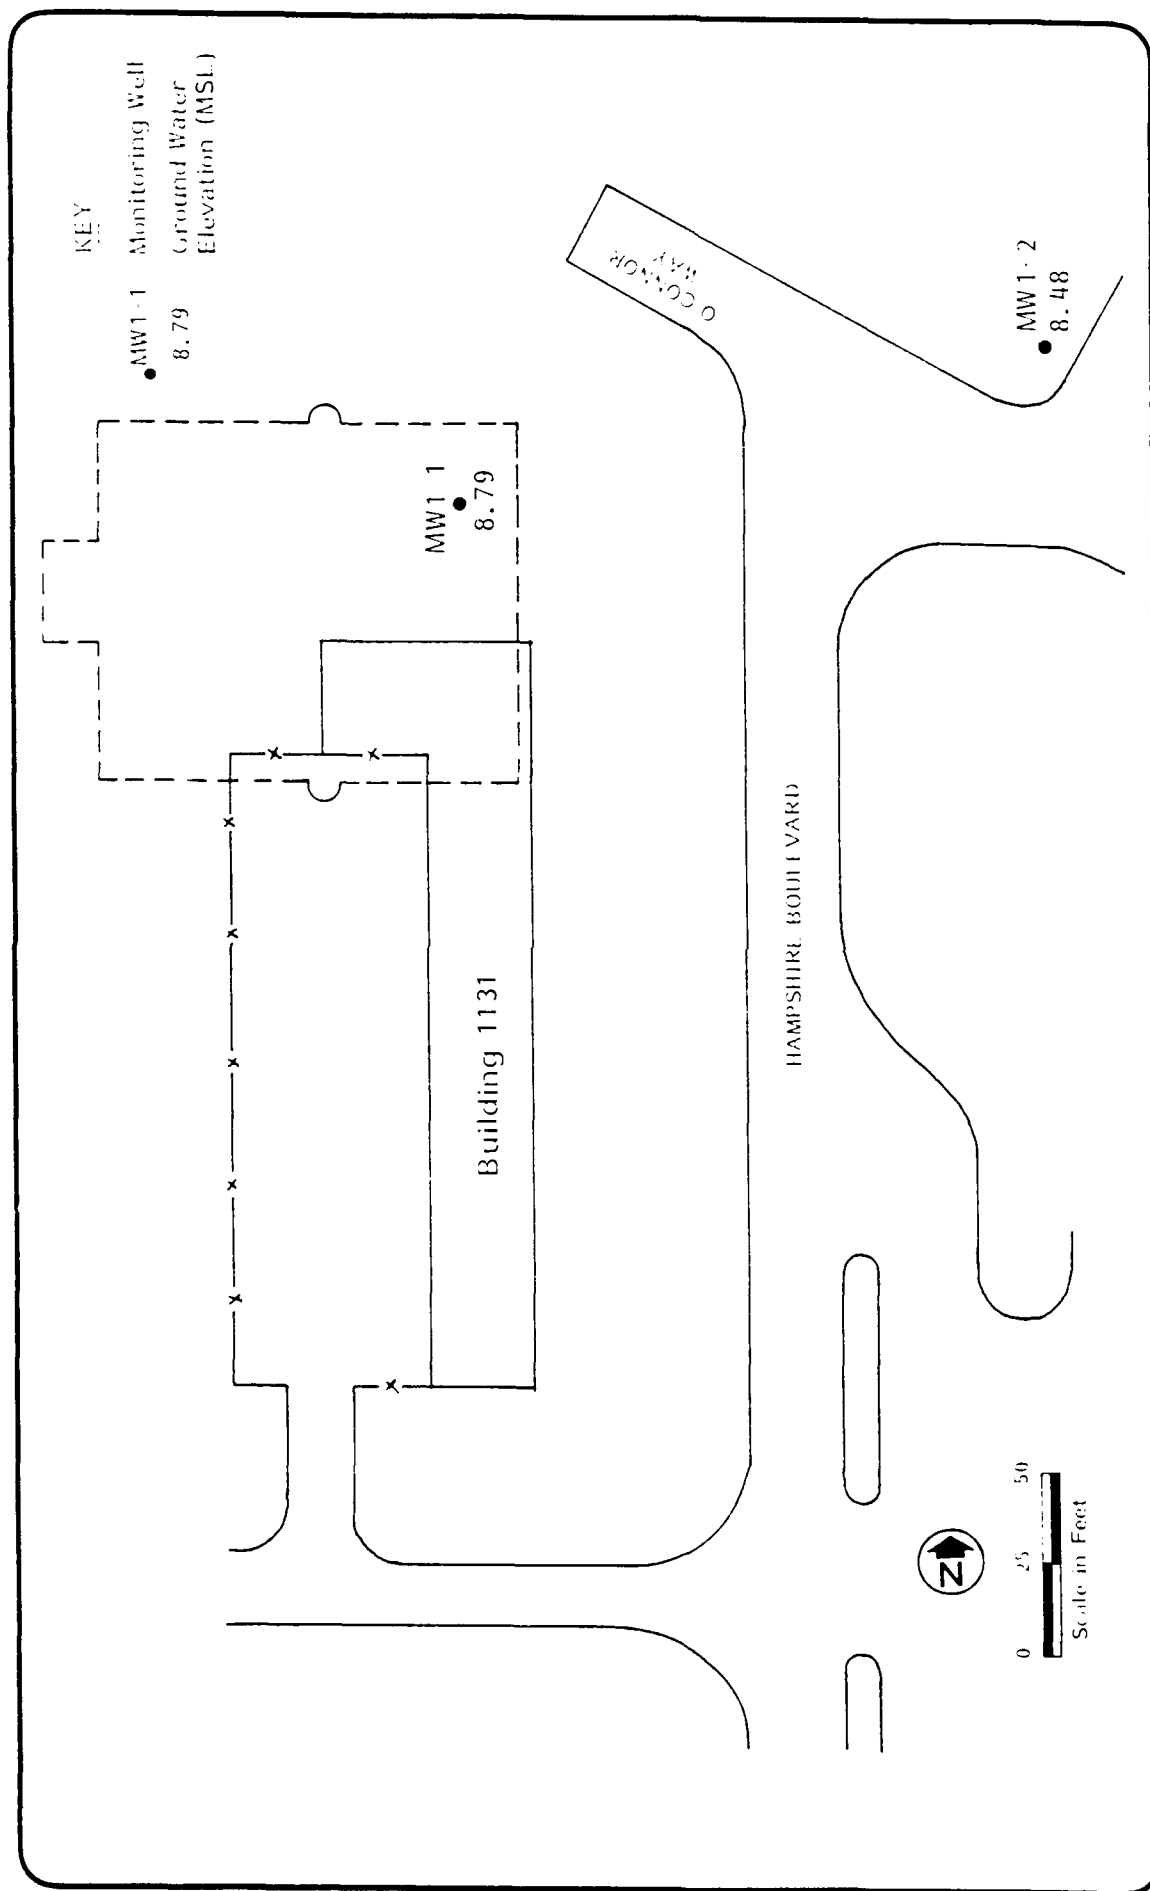 KEY
MW1-1 Monitoring Well
8.79 Ground Water
Elevation (MSL)
MW1 1
8.79
O CONNOR
WAY
MW1-2
8.48
Building 1131
HAMPSHIRE BOULEVARD
N
0 25 50
Scale in Feet